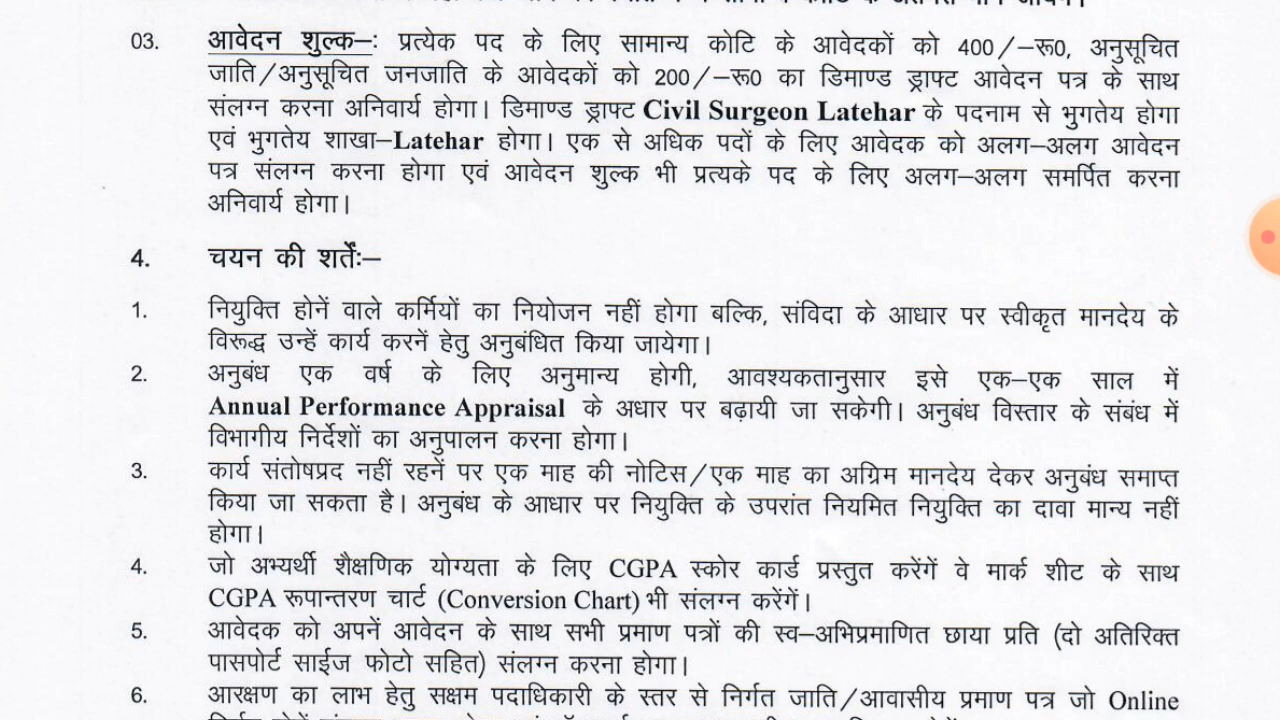 03. आवेदन शुल्क–: प्रत्येक पद के लिए सामान्य कोटि के आवेदकों को 400/–रू0, अनुसूचित
जाति/अनुसूचित जनजाति के आवेदकों को 200/–रू0 का डिमाण्ड ड्राफ्ट आवेदन पत्र के साथ
संलग्न करना अनिवार्य होगा। डिमाण्ड ड्राफ्ट Civil Surgeon Latehar के पदनाम से भुगतेय होगा
एवं भुगतेय शाखा–Latehar होगा। एक से अधिक पदों के लिए आवेदक को अलग–अलग आवेदन
पत्र संलग्न करना होगा एवं आवेदन शुल्क भी प्रत्यके पद के लिए अलग–अलग समर्पित करना
अनिवार्य होगा।
4. चयन की शर्तेंः–
1. नियुक्ति होनें वाले कर्मियों का नियोजन नहीं होगा बल्कि, संविदा के आधार पर स्वीकृत मानदेय के
विरूद्ध उन्हें कार्य करनें हेतु अनुबंधित किया जायेगा।
2. अनुबंध एक वर्ष के लिए अनुमान्य होगी, आवश्यकतानुसार इसे एक–एक साल में
Annual Performance Appraisal के अधार पर बढ़ायी जा सकेगी। अनुबंध विस्तार के संबंध में
विभागीय निर्देशों का अनुपालन करना होगा।
3. कार्य संतोषप्रद नहीं रहनें पर एक माह की नोटिस/एक माह का अग्रिम मानदेय देकर अनुबंध समाप्त
किया जा सकता है। अनुबंध के आधार पर नियुक्ति के उपरांत नियमित नियुक्ति का दावा मान्य नहीं
होगा।
4. जो अभ्यर्थी शैक्षणिक योग्यता के लिए CGPA स्कोर कार्ड प्रस्तुत करेंगें वे मार्क शीट के साथ
CGPA रूपान्तरण चार्ट (Conversion Chart) भी संलग्न करेंगें।
5. आवेदक को अपनें आवेदन के साथ सभी प्रमाण पत्रों की स्व–अभिप्रमाणित छाया प्रति (दो अतिरिक्त
पासपोर्ट साईज फोटो सहित) संलग्न करना होगा।
6. आरक्षण का लाभ हेतु सक्षम पदाधिकारी के स्तर से निर्गत जाति/आवासीय प्रमाण पत्र जो Online